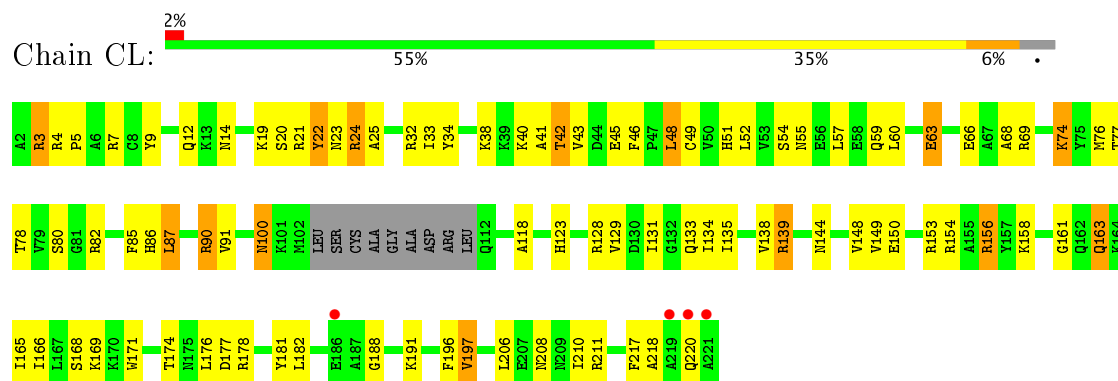 2%
Chain CL:
55% 35% 6% •
A2 R3 R4 P5 A6 R7 C8 Y9 Q12 K13 N14 K19 S20 R21 Y22 N23 R24 A25 R32 I33 Y34 K38 K39 K40 A41 T42 V43 D44 E45 F46 P47 L48 C49 V50 H51 L52 V53 S54 N55 E56 L57 E58 Q59 L60 E63 E66 A67 A68 R69 K74 Y75 M76 T77
T78 V79 S80 G81 R82 F85 H86 L87 R90 V91 N100 K101 M102 LEU SER CYS ALA GLY ALA ASP ARG LEU Q112 A118 H123 R128 V129 D130 I131 G132 Q133 I134 I135 V138 R139 N144 V148 V149 E150 R153 R154 A155 R156 Y157 K158 G161 Q162 Q163 K164
I165 I166 L167 S168 K169 K170 W171 T174 N175 L176 D177 R178 Y181 L182 E186 A187 G188 K191 F196 V197 L206 E207 N208 N209 I210 R211 F217 A218 A219 Q220 A221